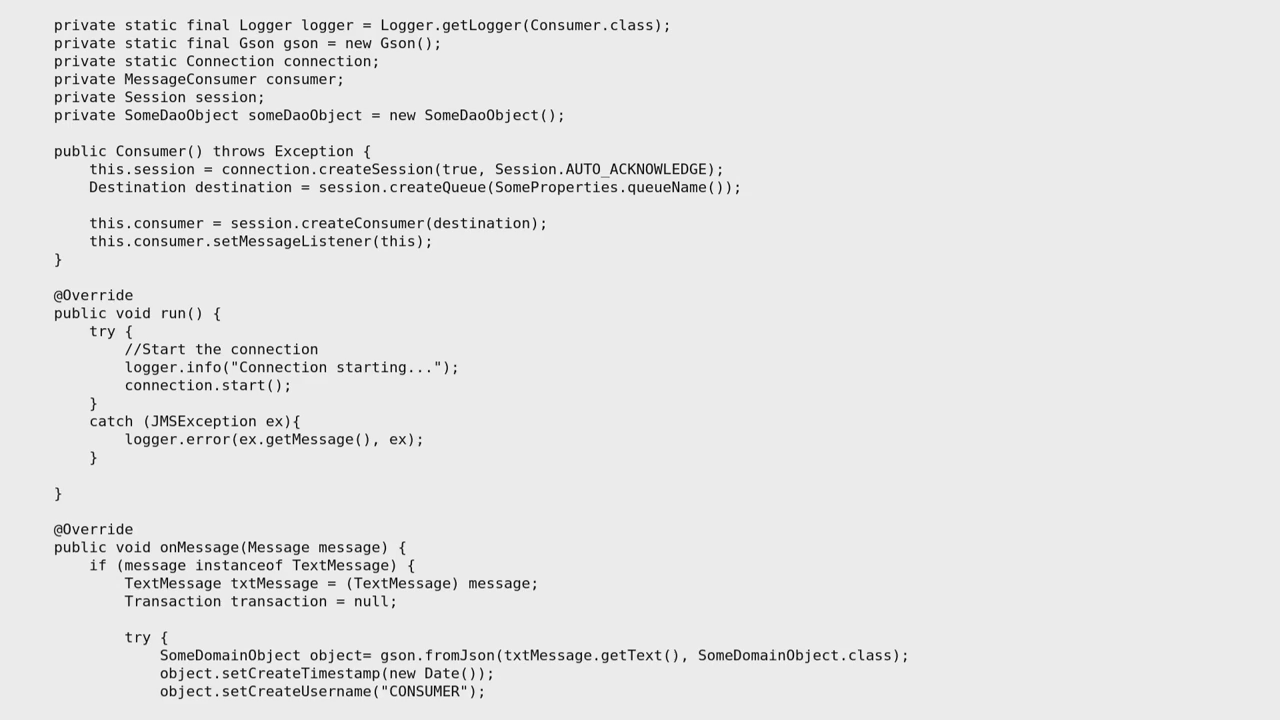 private static final Logger logger = Logger.getLogger(Consumer.class);
private static final Gson gson = new Gson();
private static Connection connection;
private MessageConsumer consumer;
private Session session;
private SomeDaoObject someDaoObject = new SomeDaoObject();

public Consumer() throws Exception {
    this.session = connection.createSession(true, Session.AUTO_ACKNOWLEDGE);
    Destination destination = session.createQueue(SomeProperties.queueName());

    this.consumer = session.createConsumer(destination);
    this.consumer.setMessageListener(this);
}

@Override
public void run() {
    try {
        //Start the connection
        logger.info("Connection starting...");
        connection.start();
    }
    catch (JMSException ex){
        logger.error(ex.getMessage(), ex);
    }

}

@Override
public void onMessage(Message message) {
    if (message instanceof TextMessage) {
        TextMessage txtMessage = (TextMessage) message;
        Transaction transaction = null;

        try {
            SomeDomainObject object= gson.fromJson(txtMessage.getText(), SomeDomainObject.class);
            object.setCreateTimestamp(new Date());
            object.setCreateUsername("CONSUMER");